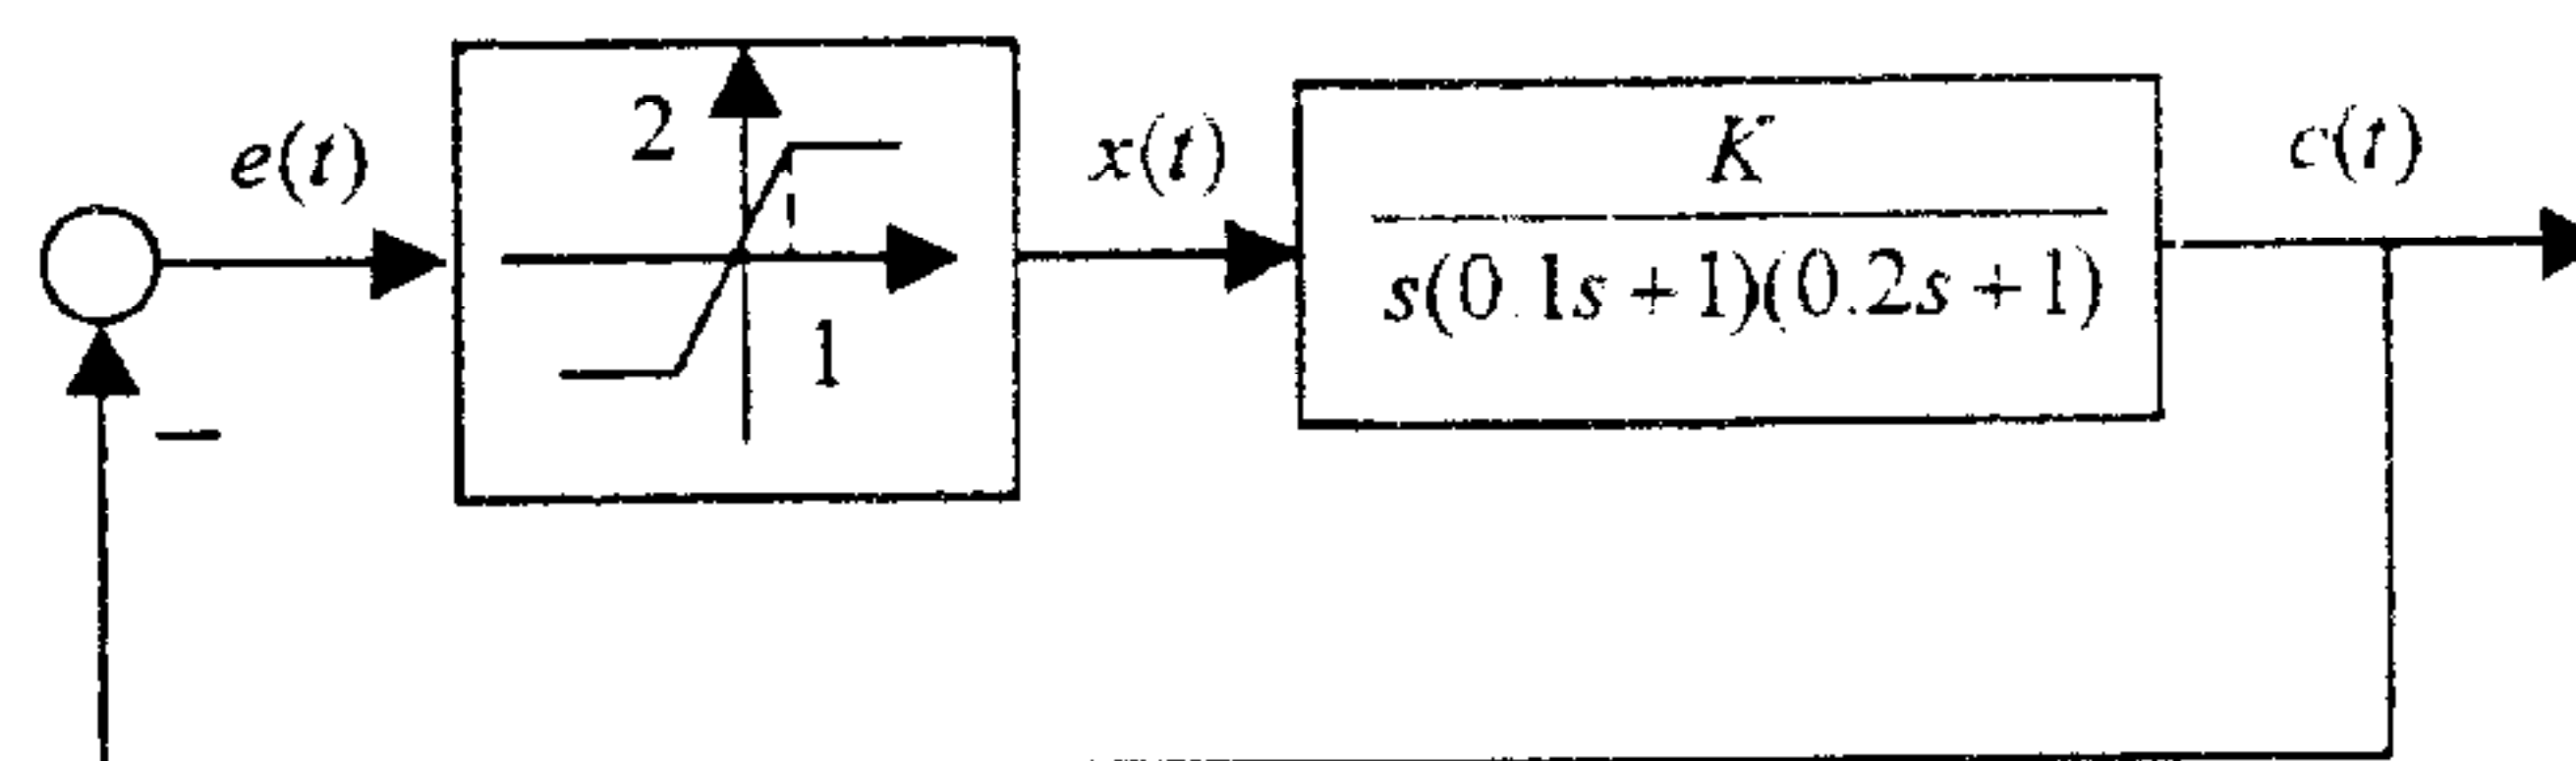 2
e(t)
x(t)
K
c(t)
s(0.1s + 1)(0.2s + 1)
1
−